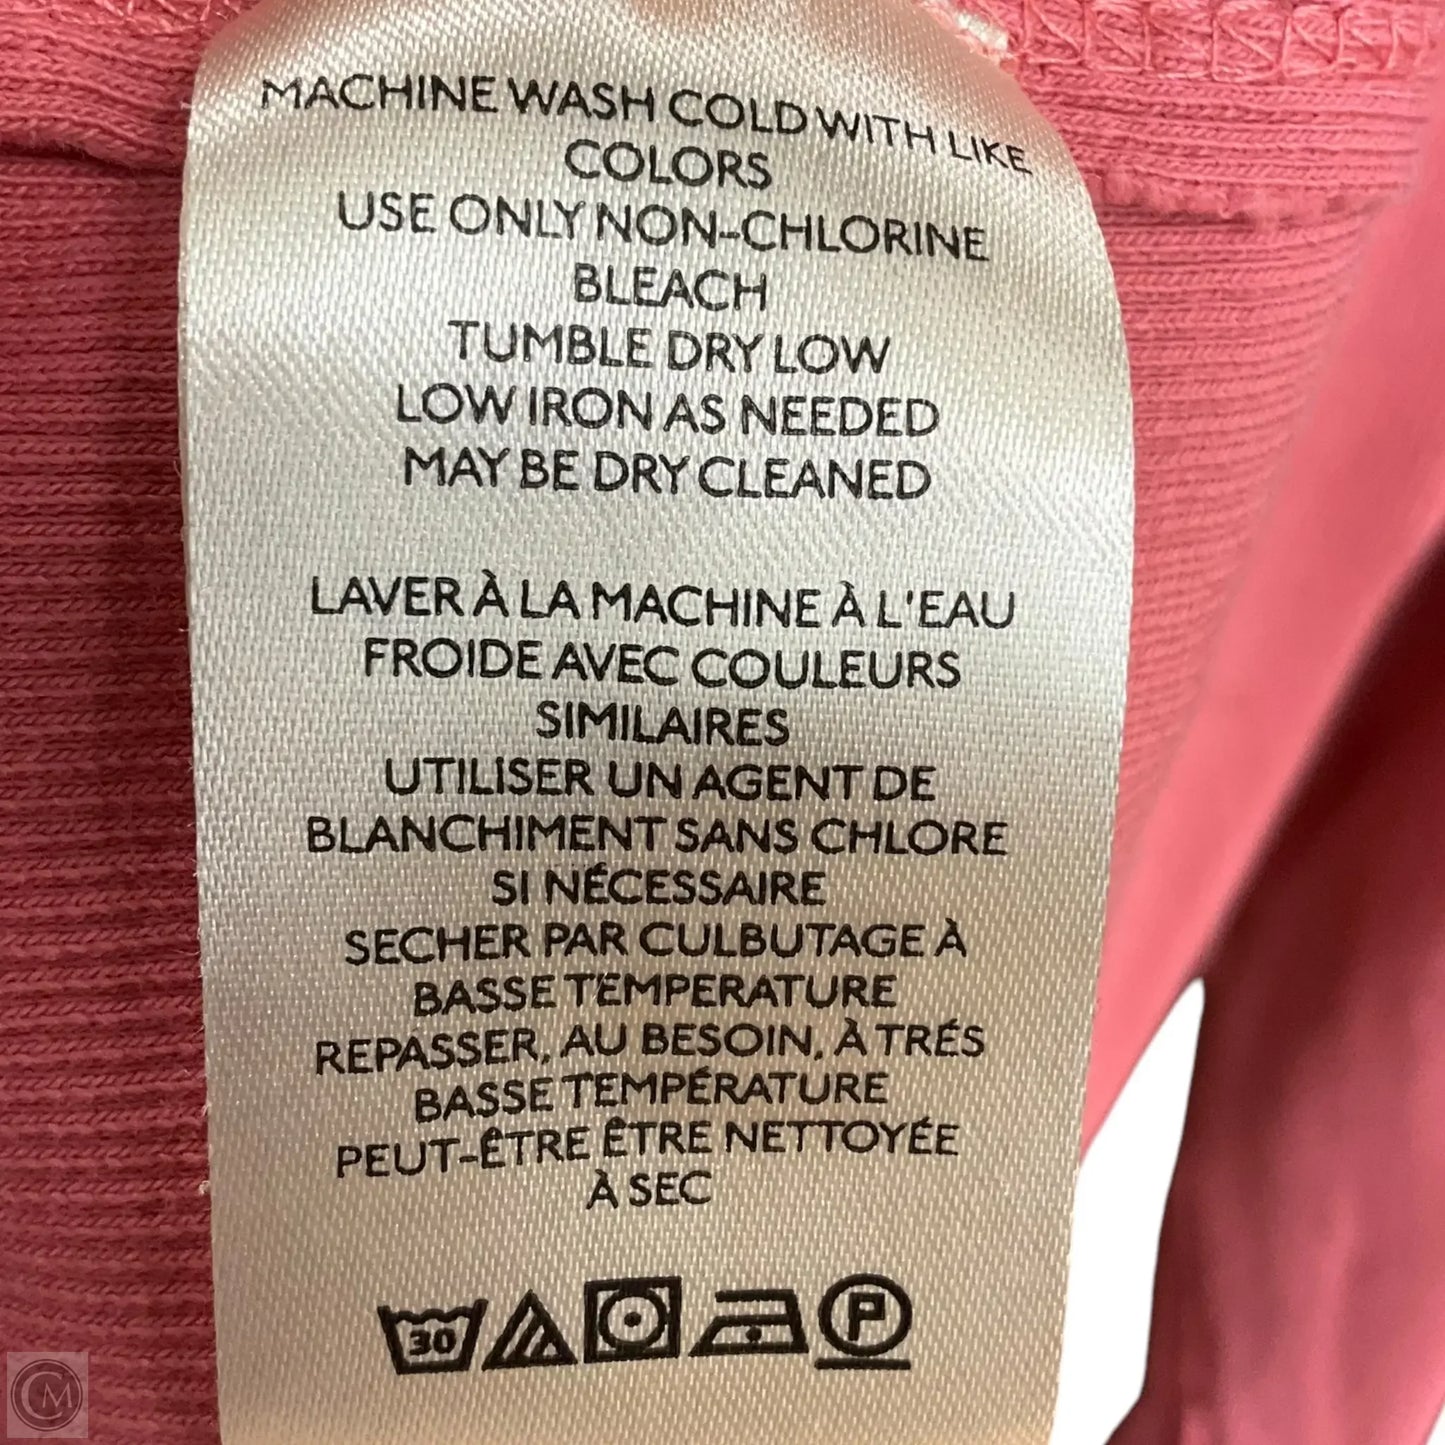 MACHINE WASH COLD WITH LIKE
COLORS
USE ONLY NON-CHLORINE
BLEACH
TUMBLE DRY LOW
LOW IRON AS NEEDED
MAY BE DRY CLEANED
LAVER À LA MACHINE À L'EAU
FROIDE AVEC COULEURS
SIMILAIRES
UTILISER UN AGENT DE
BLANCHIMENT SANS CHLORE
SI NÉCESSAIRE
SECHER PAR CULBUTAGE À
BASSE TEMPERATURE
REPASSER, AU BESOIN, À TRÉS
BASSE TEMPÉRATURE
PEUT-ÊTRE ÊTRE NETTOYÉE
À SEC
30 P
CM